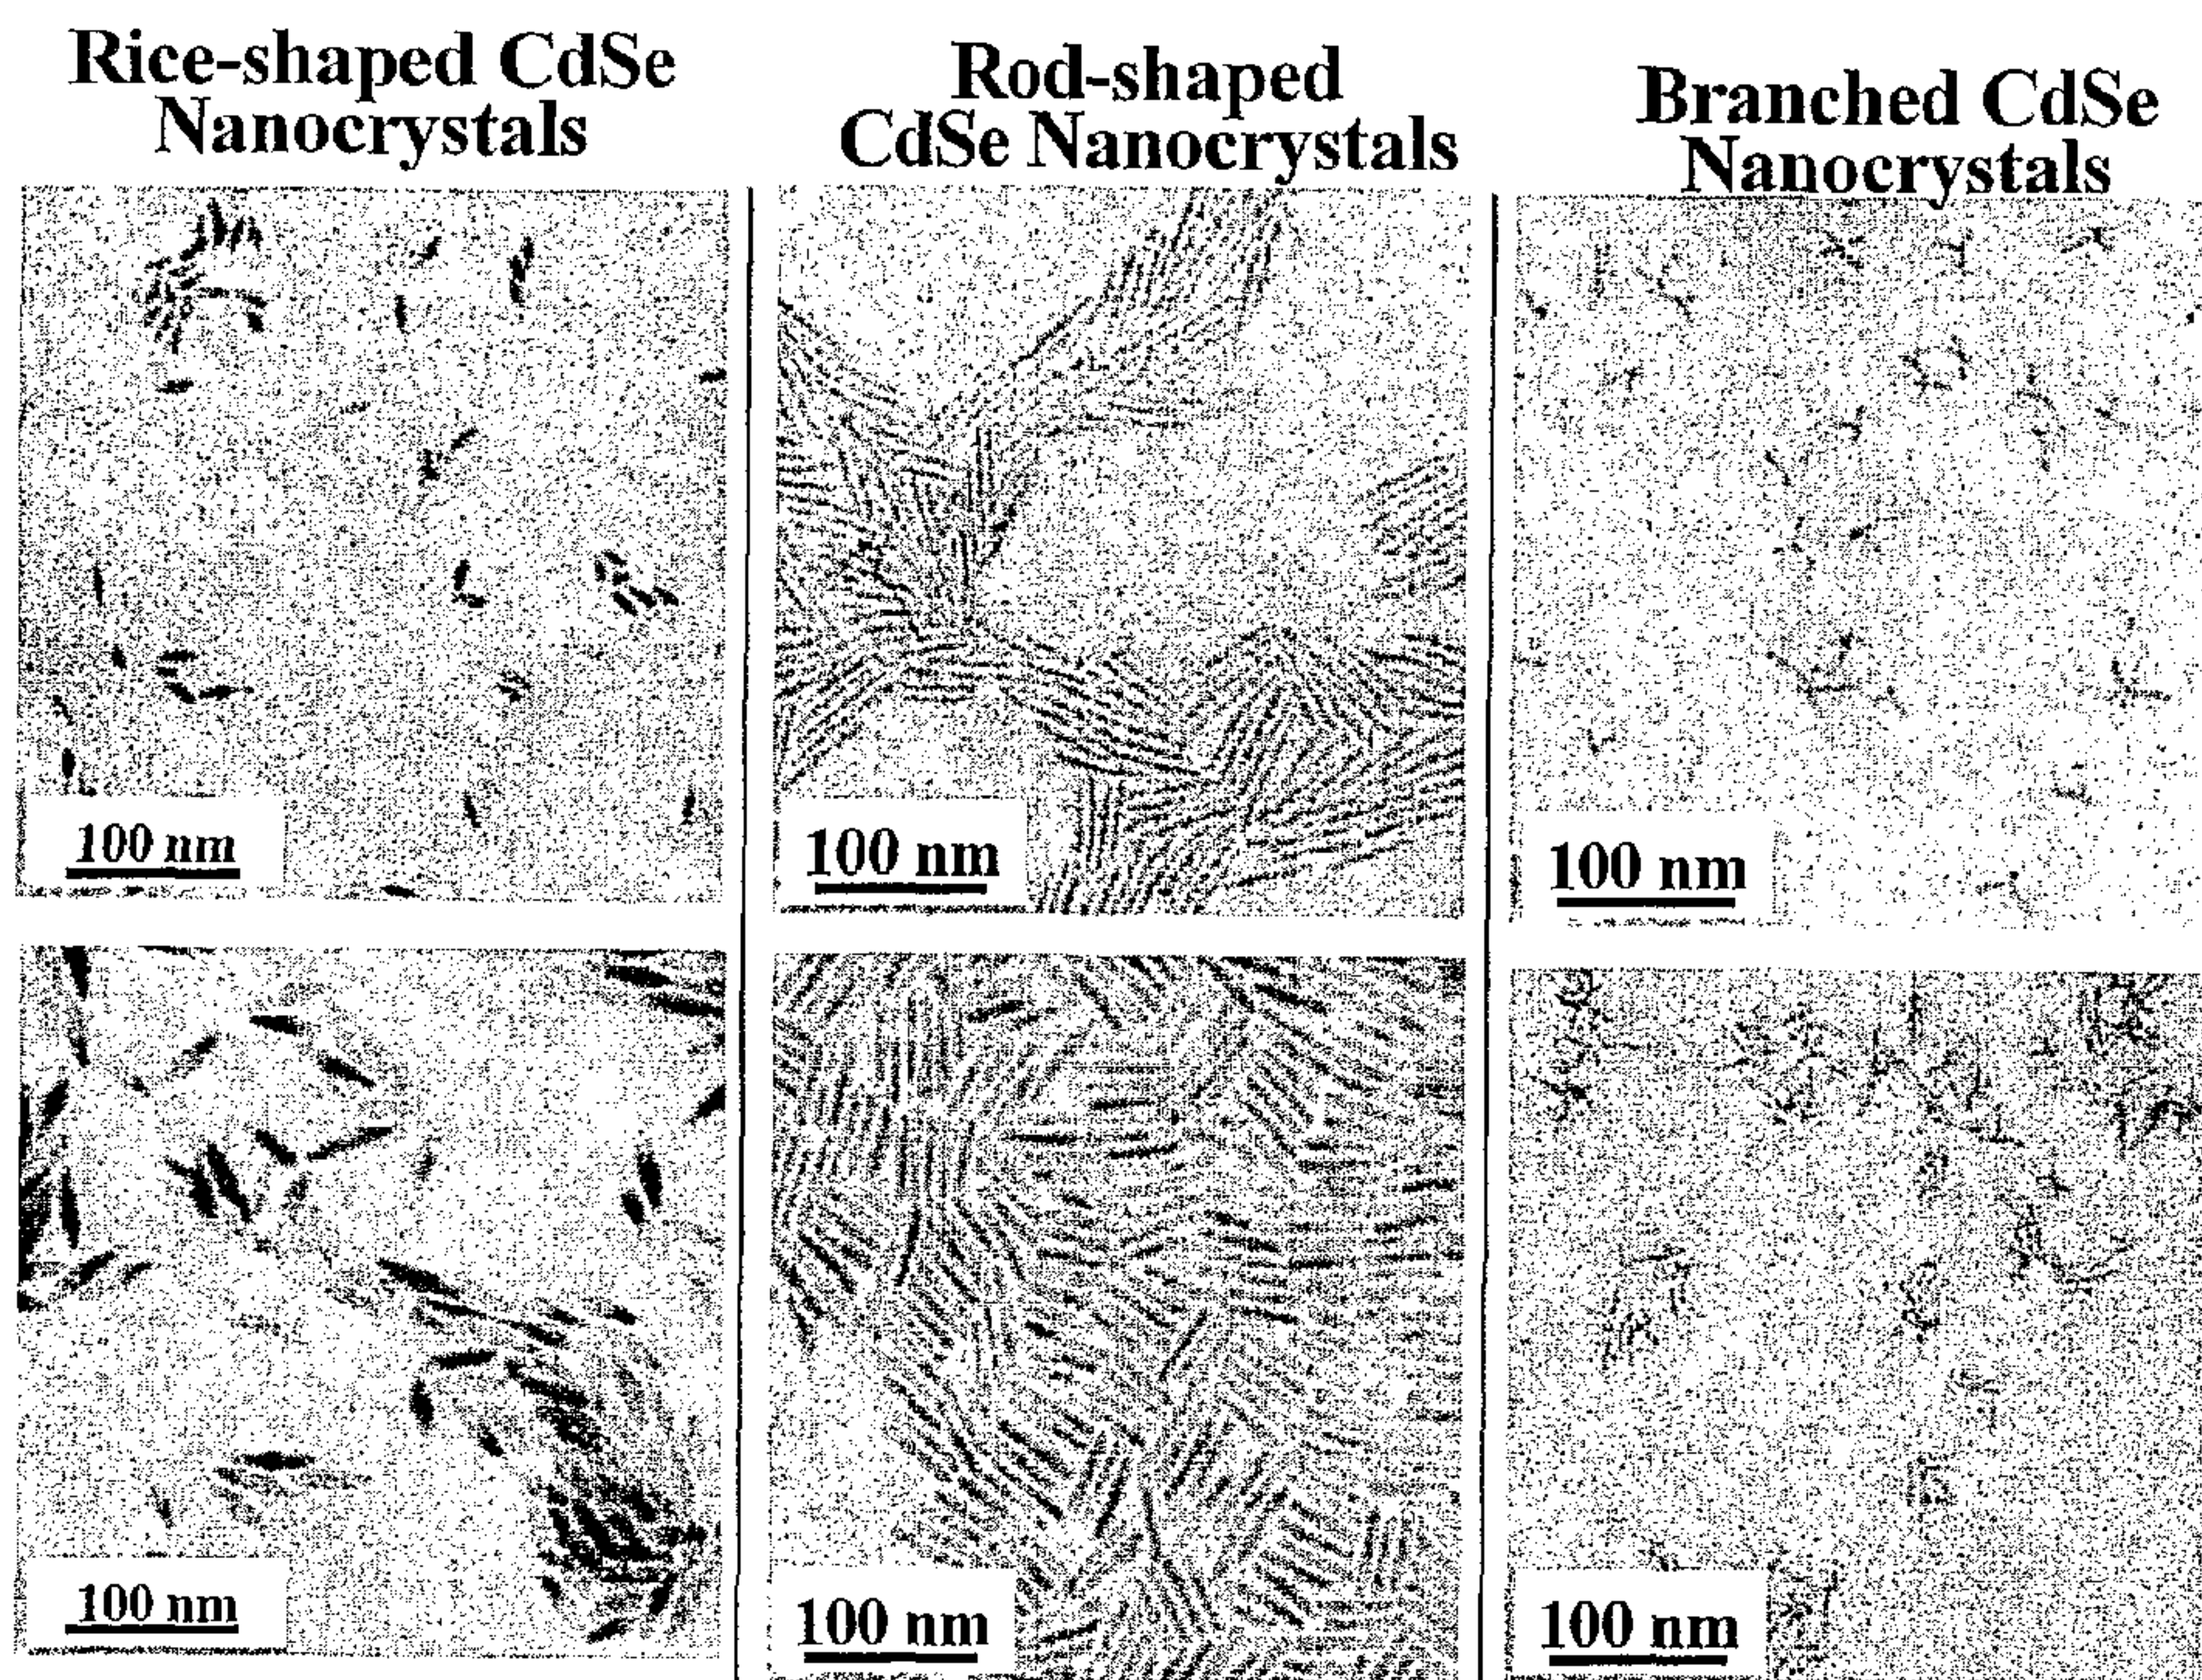 Rice-shaped CdSe
Nanocrystals
Rod-shaped
CdSe Nanocrystals
Branched CdSe
Nanocrystals
100 nm
100 nm
100 nm
100 nm
100 nm
100 nm